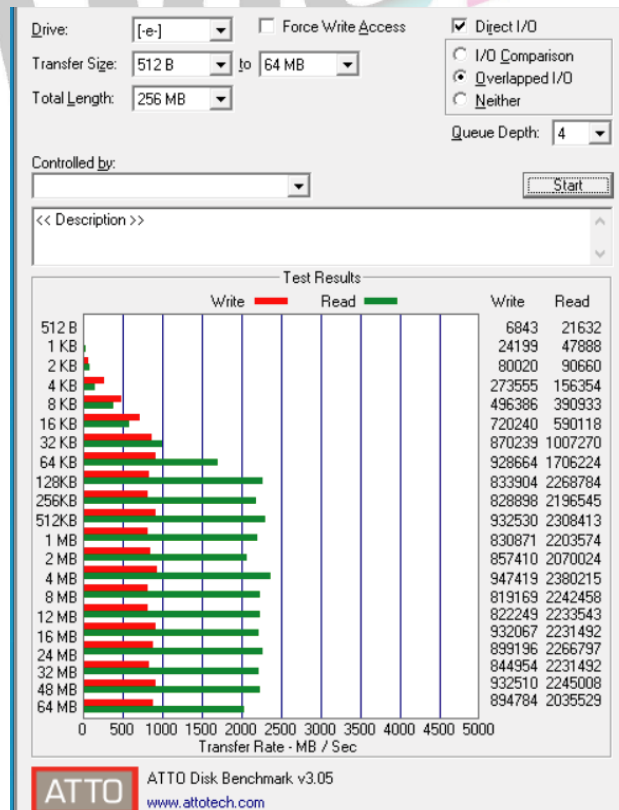 Drive: [-e-] Force Write Access Direct I/O
Transfer Size: 512 B to 64 MB I/O Comparison
Overlapped I/O
Total Length: 256 MB Neither
Queue Depth: 4
Controlled by:
Start
<< Description >>
Test Results
Write Read Write Read
512 B 6843 21632
1 KB 24199 47888
2 KB 80020 90660
4 KB 273555 156354
8 KB 496386 390933
16 KB 720240 590118
32 KB 870239 1007270
64 KB 928664 1706224
128KB 833904 2268784
256KB 828898 2196545
512KB 932530 2308413
1 MB 830871 2203574
2 MB 857410 2070024
4 MB 947419 2380215
8 MB 819169 2242458
12 MB 822249 2233543
16 MB 932067 2231492
24 MB 899196 2266797
32 MB 844954 2231492
48 MB 932510 2245008
64 MB 894784 2035529
0 500 1000 1500 2000 2500 3000 3500 4000 4500 5000
Transfer Rate - MB / Sec
ATTO
ATTO Disk Benchmark v3.05
www.attotech.com